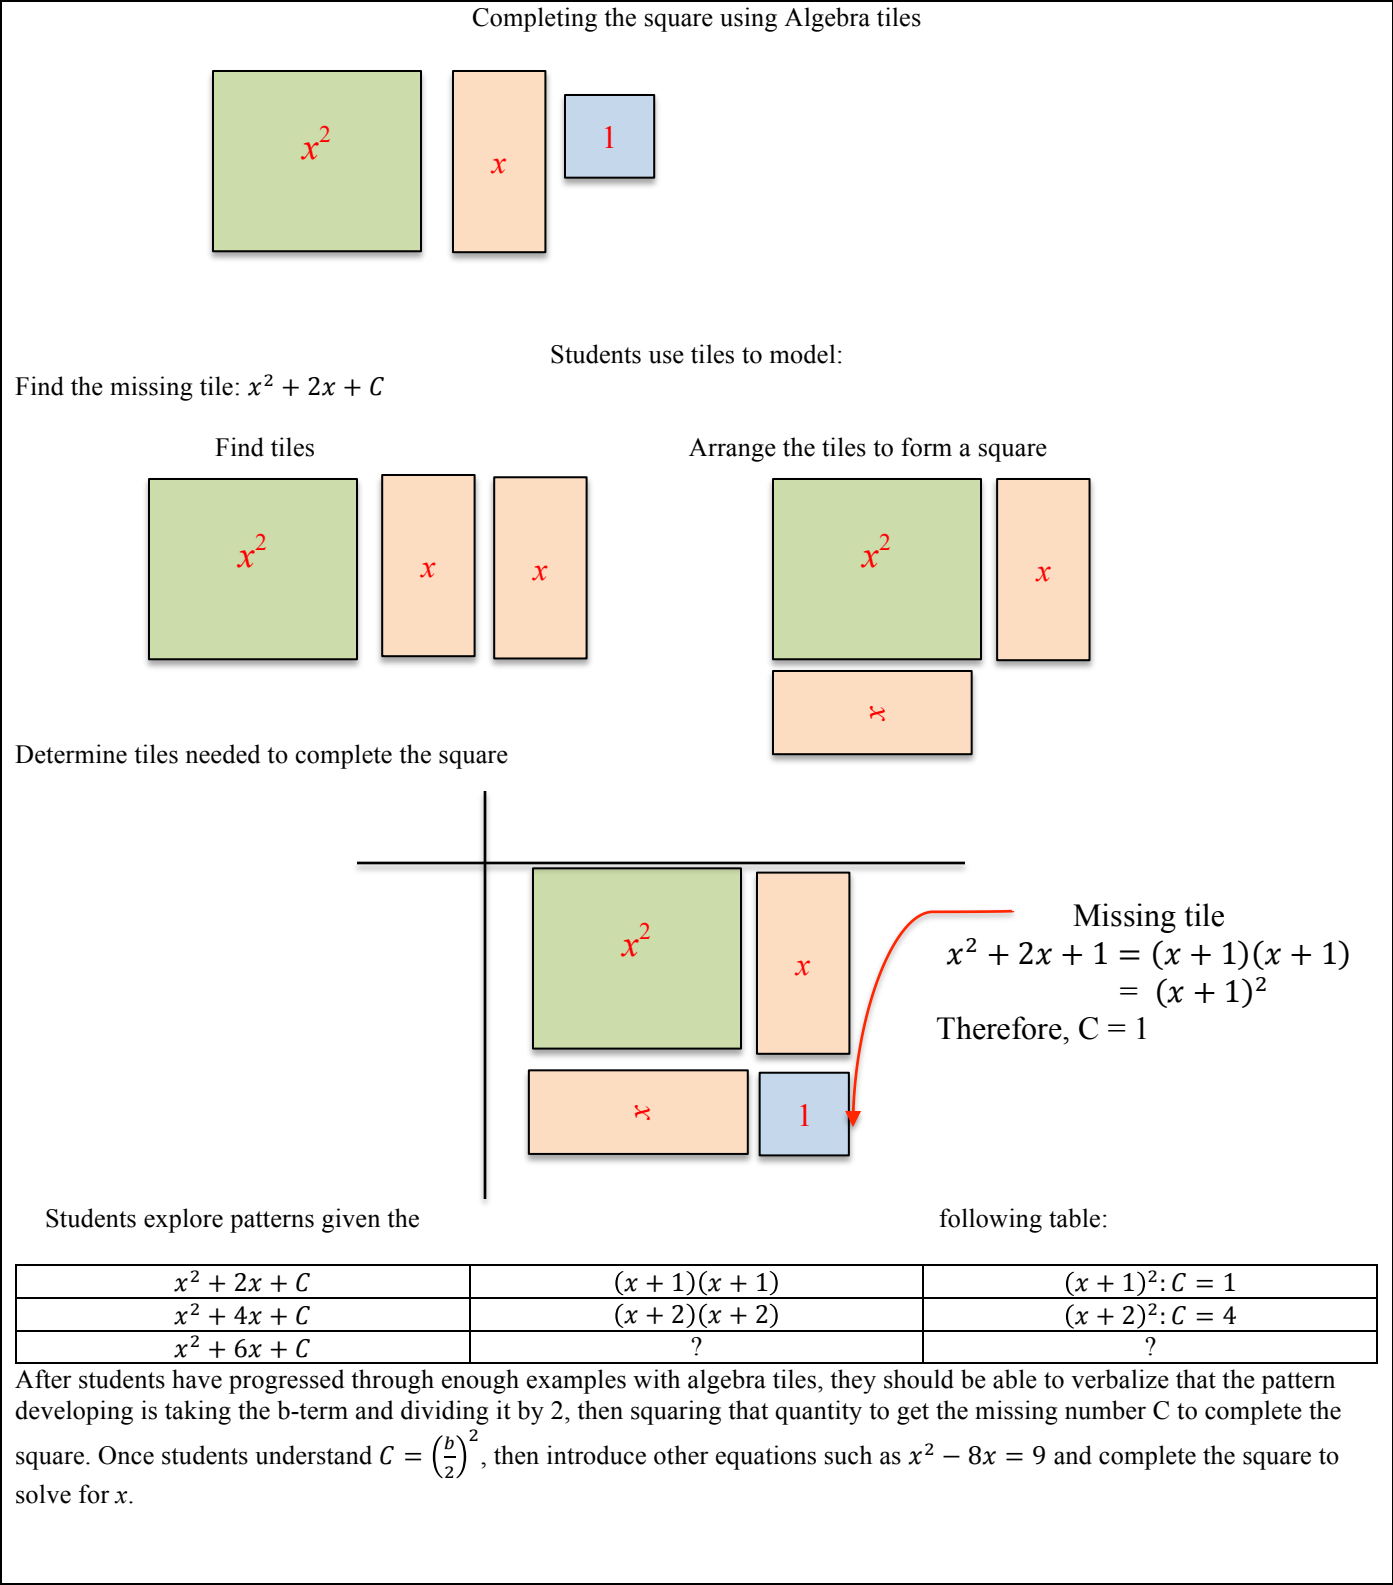 Completing the square using Algebra tiles
x² x 1
Students use tiles to model:
Find the missing tile: x² + 2x + C
Find tiles
Arrange the tiles to form a square
x² x x
x² x
x
Determine tiles needed to complete the square
x² x
x 1
Missing tile
x² + 2x + 1 = (x + 1)(x + 1)
= (x + 1)²
Therefore, C = 1
Students explore patterns given the following table:
x² + 2x + C (x + 1)(x + 1) (x + 1)²: C = 1
x² + 4x + C (x + 2)(x + 2) (x + 2)²: C = 4
x² + 6x + C ? ?
After students have progressed through enough examples with algebra tiles, they should be able to verbalize that the pattern
developing is taking the b-term and dividing it by 2, then squaring that quantity to get the missing number C to complete the
square. Once students understand C = (b/2)², then introduce other equations such as x² − 8x = 9 and complete the square to
solve for x.